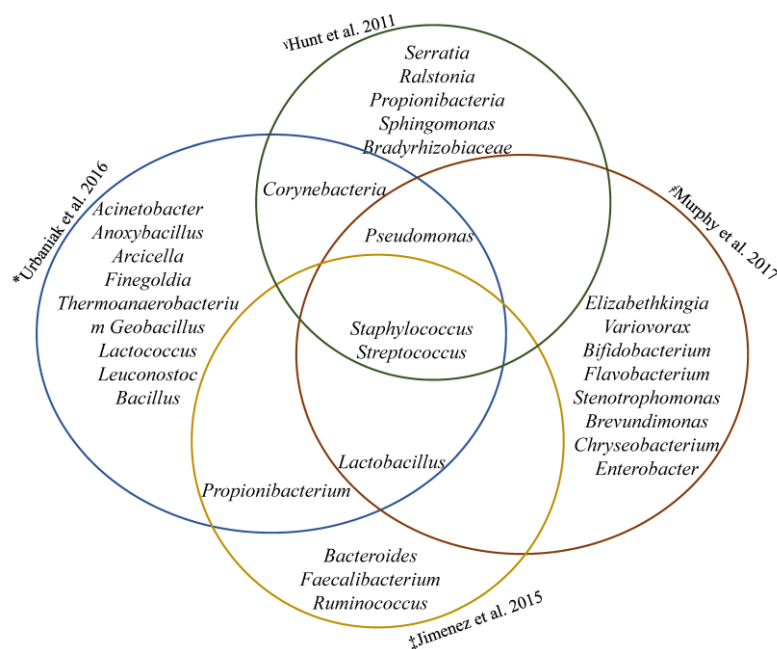 ᵞHunt et al. 2011
Serratia
Ralstonia
Propionibacteria
Sphingomonas
Bradyrhizobiaceae
Corynebacteria
Pseudomonas
*Urbaniak et al. 2016
Acinetobacter
Anoxybacillus
Arcicella
Finegoldia
Thermoanaerobacteriu
m Geobacillus
Lactococcus
Leuconostoc
Bacillus
Staphylococcus
Streptococcus
≠Murphy et al. 2017
Elizabethkingia
Variovorax
Bifidobacterium
Flavobacterium
Stenotrophomonas
Brevundimonas
Chryseobacterium
Enterobacter
Lactobacillus
Propionibacterium
Bacteroides
Faecalibacterium
Ruminococcus
‡Jimenez et al. 2015